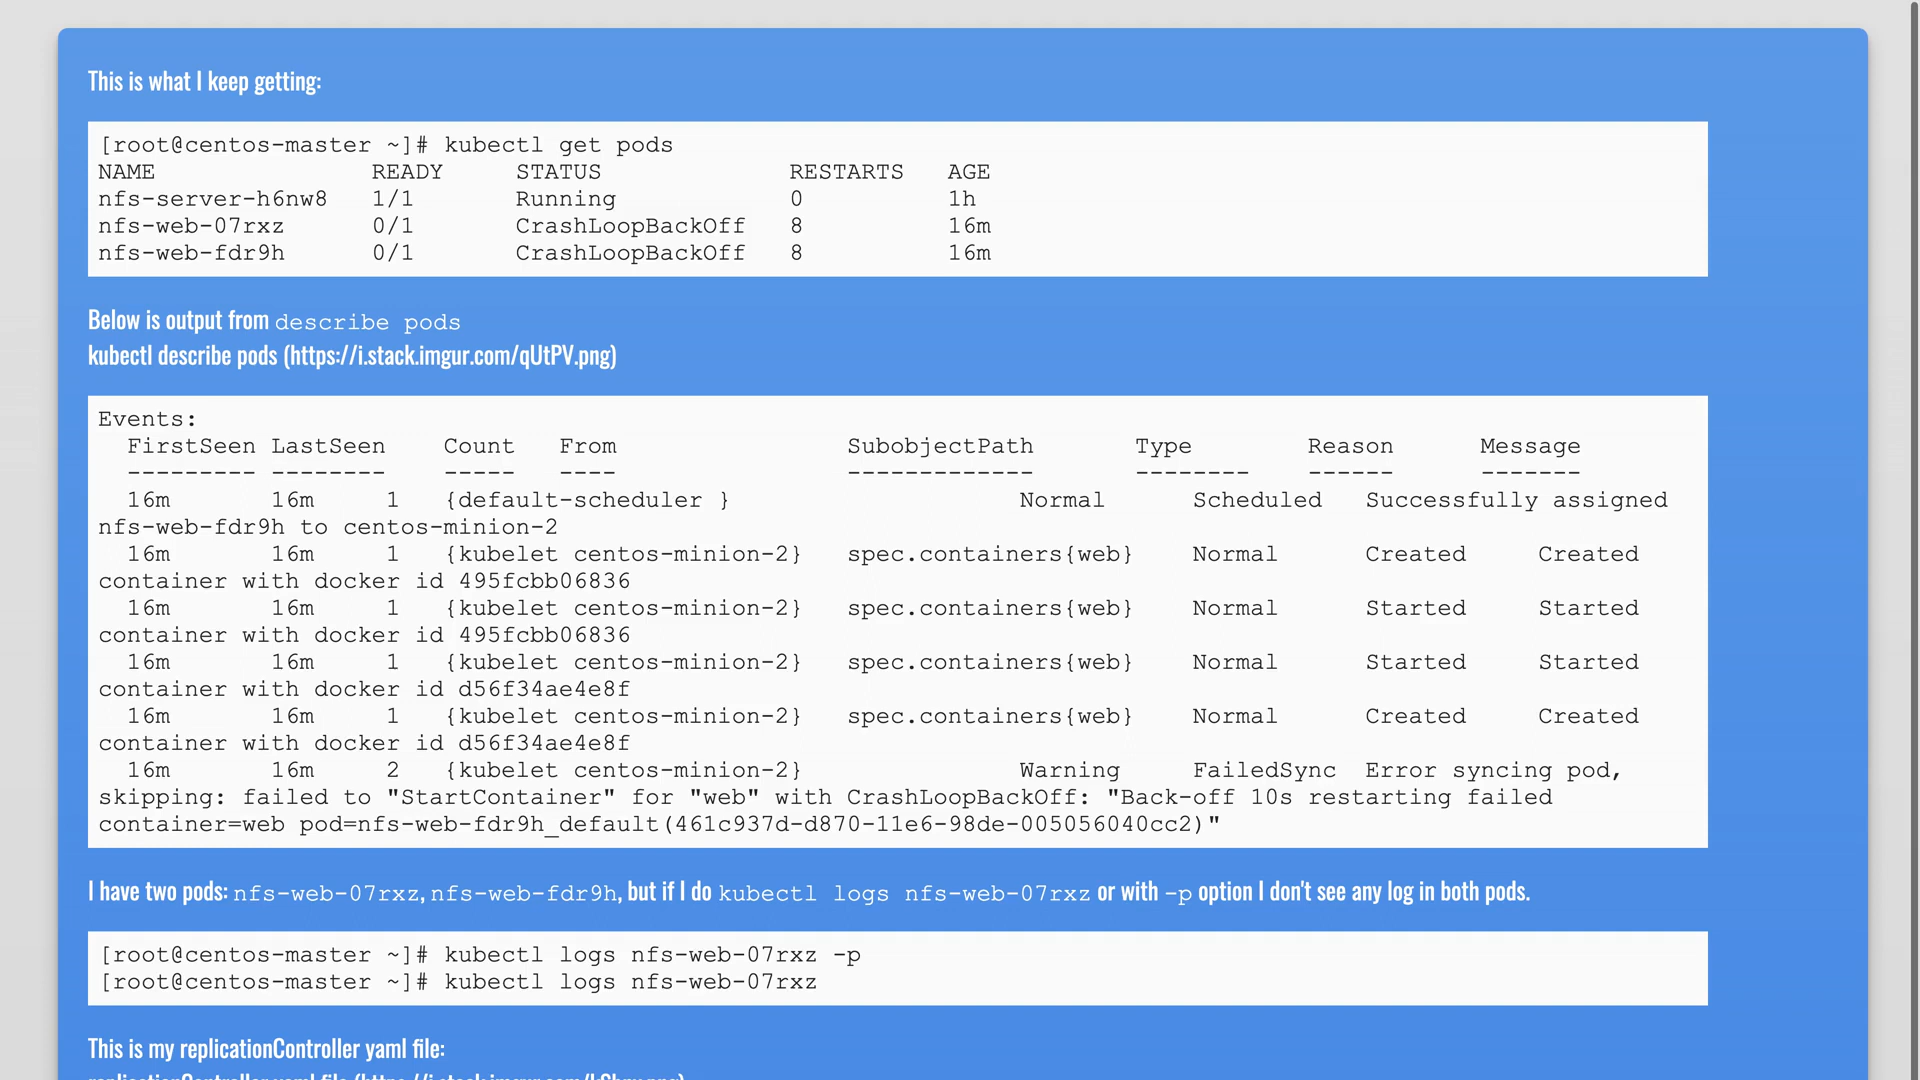 This is what I keep getting:
[root@centos-master ~]# kubectl get pods
NAME               READY     STATUS             RESTARTS   AGE
nfs-server-h6nw8   1/1       Running            0          1h
nfs-web-07rxz      0/1       CrashLoopBackOff   8          16m
nfs-web-fdr9h      0/1       CrashLoopBackOff   8          16m
Below is output from describe pods
kubectl describe pods (https://i.stack.imgur.com/qUtPV.png)
Events:
  FirstSeen LastSeen    Count   From                SubobjectPath       Type        Reason      Message
  --------- --------    -----   ----                -------------       --------    ------      -------
  16m       16m     1   {default-scheduler }                    Normal      Scheduled   Successfully assigned
nfs-web-fdr9h to centos-minion-2
  16m       16m     1   {kubelet centos-minion-2}   spec.containers{web}    Normal      Created     Created
container with docker id 495fcbb06836
  16m       16m     1   {kubelet centos-minion-2}   spec.containers{web}    Normal      Started     Started
container with docker id 495fcbb06836
  16m       16m     1   {kubelet centos-minion-2}   spec.containers{web}    Normal      Started     Started
container with docker id d56f34ae4e8f
  16m       16m     1   {kubelet centos-minion-2}   spec.containers{web}    Normal      Created     Created
container with docker id d56f34ae4e8f
  16m       16m     2   {kubelet centos-minion-2}               Warning     FailedSync  Error syncing pod,
skipping: failed to "StartContainer" for "web" with CrashLoopBackOff: "Back-off 10s restarting failed
container=web pod=nfs-web-fdr9h_default(461c937d-d870-11e6-98de-005056040cc2)"
I have two pods: nfs-web-07rxz, nfs-web-fdr9h, but if I do kubectl logs nfs-web-07rxz or with -p option I don't see any log in both pods.
[root@centos-master ~]# kubectl logs nfs-web-07rxz -p
[root@centos-master ~]# kubectl logs nfs-web-07rxz
This is my replicationController yaml file: